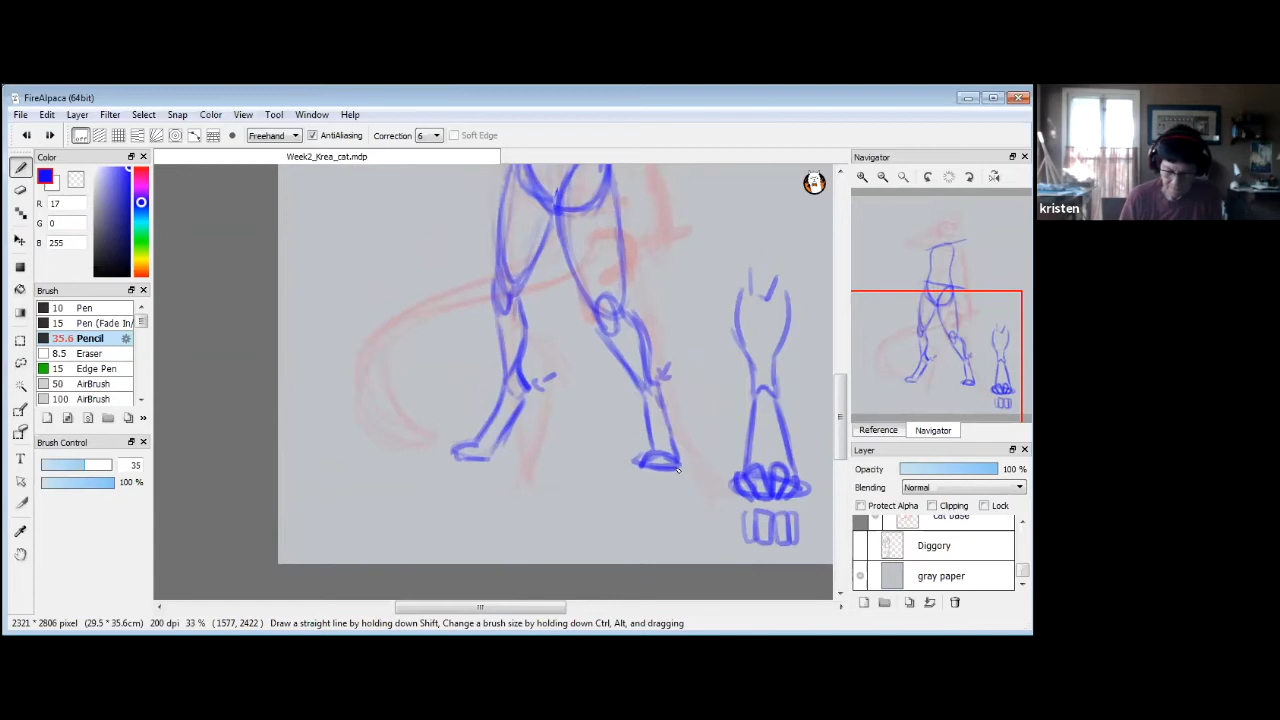 FireAlpaca (64bit)
File Edit Layer Filter Select Snap Color View Tool Window Help
off Freehand AntiAliasing Correction 6 Soft Edge
Color
Week2_Krea_cat.mdp
Navigator
R 17
G 0
B 255
kristen
Brush
10 Pen
15 Pen (Fade In/
35.6 Pencil
8.5 Eraser
15 Edge Pen
50 AirBrush
100 AirBrush
Brush Control
35
100 %
Reference Navigator
Layer
Opacity 100 %
Blending Normal
Protect Alpha Clipping Lock
cat base
Diggory
gray paper
2321 * 2806 pixel (29.5 * 35.6cm) 200 dpi 33 % ( 1577, 2422 ) Draw a straight line by holding down Shift, Change a brush size by holding down Ctrl, Alt, and dragging